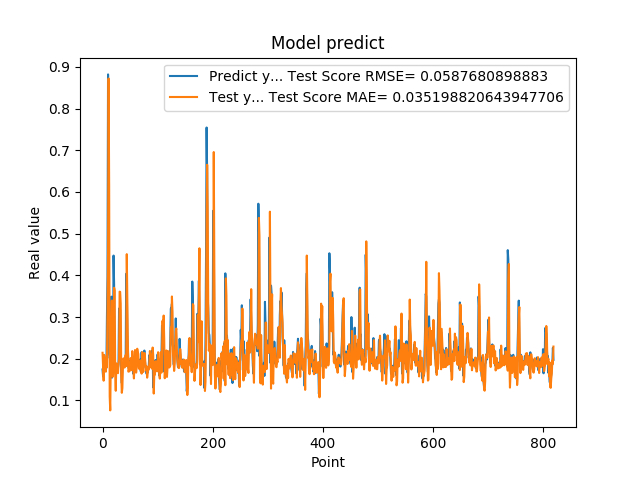 Model predict
Predict y... Test Score RMSE= 0.0587680898883
Test y... Test Score MAE= 0.035198820643947706
Real value
0.9
0.8
0.7
0.6
0.5
0.4
0.3
0.2
0.1
0 200 400 600 800
Point